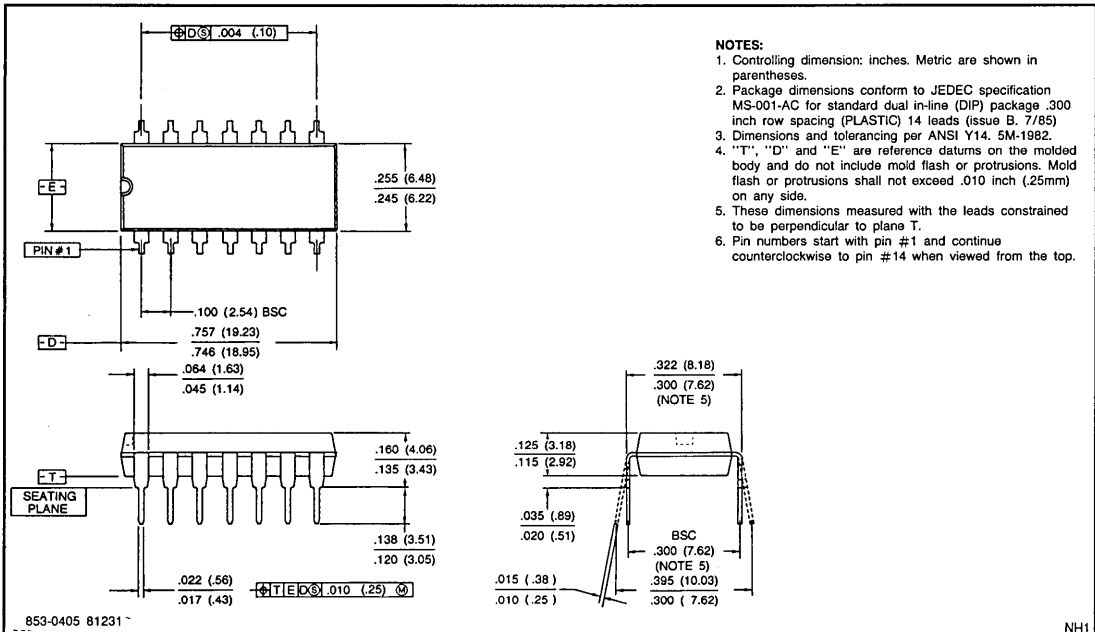 ⌖ D Ⓢ .004 (.10)
NOTES:
1. Controlling dimension: inches. Metric are shown in
parentheses.
2. Package dimensions conform to JEDEC specification
MS-001-AC for standard dual in-line (DIP) package .300
inch row spacing (PLASTIC) 14 leads (issue B. 7/85)
3. Dimensions and tolerancing per ANSI Y14. 5M-1982.
4. "T", "D" and "E" are reference datums on the molded
body and do not include mold flash or protrusions. Mold
flash or protrusions shall not exceed .010 inch (.25mm)
on any side.
5. These dimensions measured with the leads constrained
to be perpendicular to plane T.
6. Pin numbers start with pin #1 and continue
counterclockwise to pin #14 when viewed from the top.
-E-
.255 (6.48)
.245 (6.22)
PIN #1
.100 (2.54) BSC
-D-
.757 (19.23)
.746 (18.95)
.064 (1.63)
.045 (1.14)
.160 (4.06)
.135 (3.43)
-T-
SEATING
PLANE
.138 (3.51)
.120 (3.05)
.022 (.56)
.017 (.43)
⌖ T E D Ⓢ .010 (.25) Ⓜ
.322 (8.18)
.300 (7.62)
(NOTE 5)
.125 (3.18)
.115 (2.92)
.035 (.89)
.020 (.51)
BSC
.300 (7.62)
(NOTE 5)
.395 (10.03)
.300 ( 7.62)
.015 (.38)
.010 (.25)
853-0405 81231
NH1